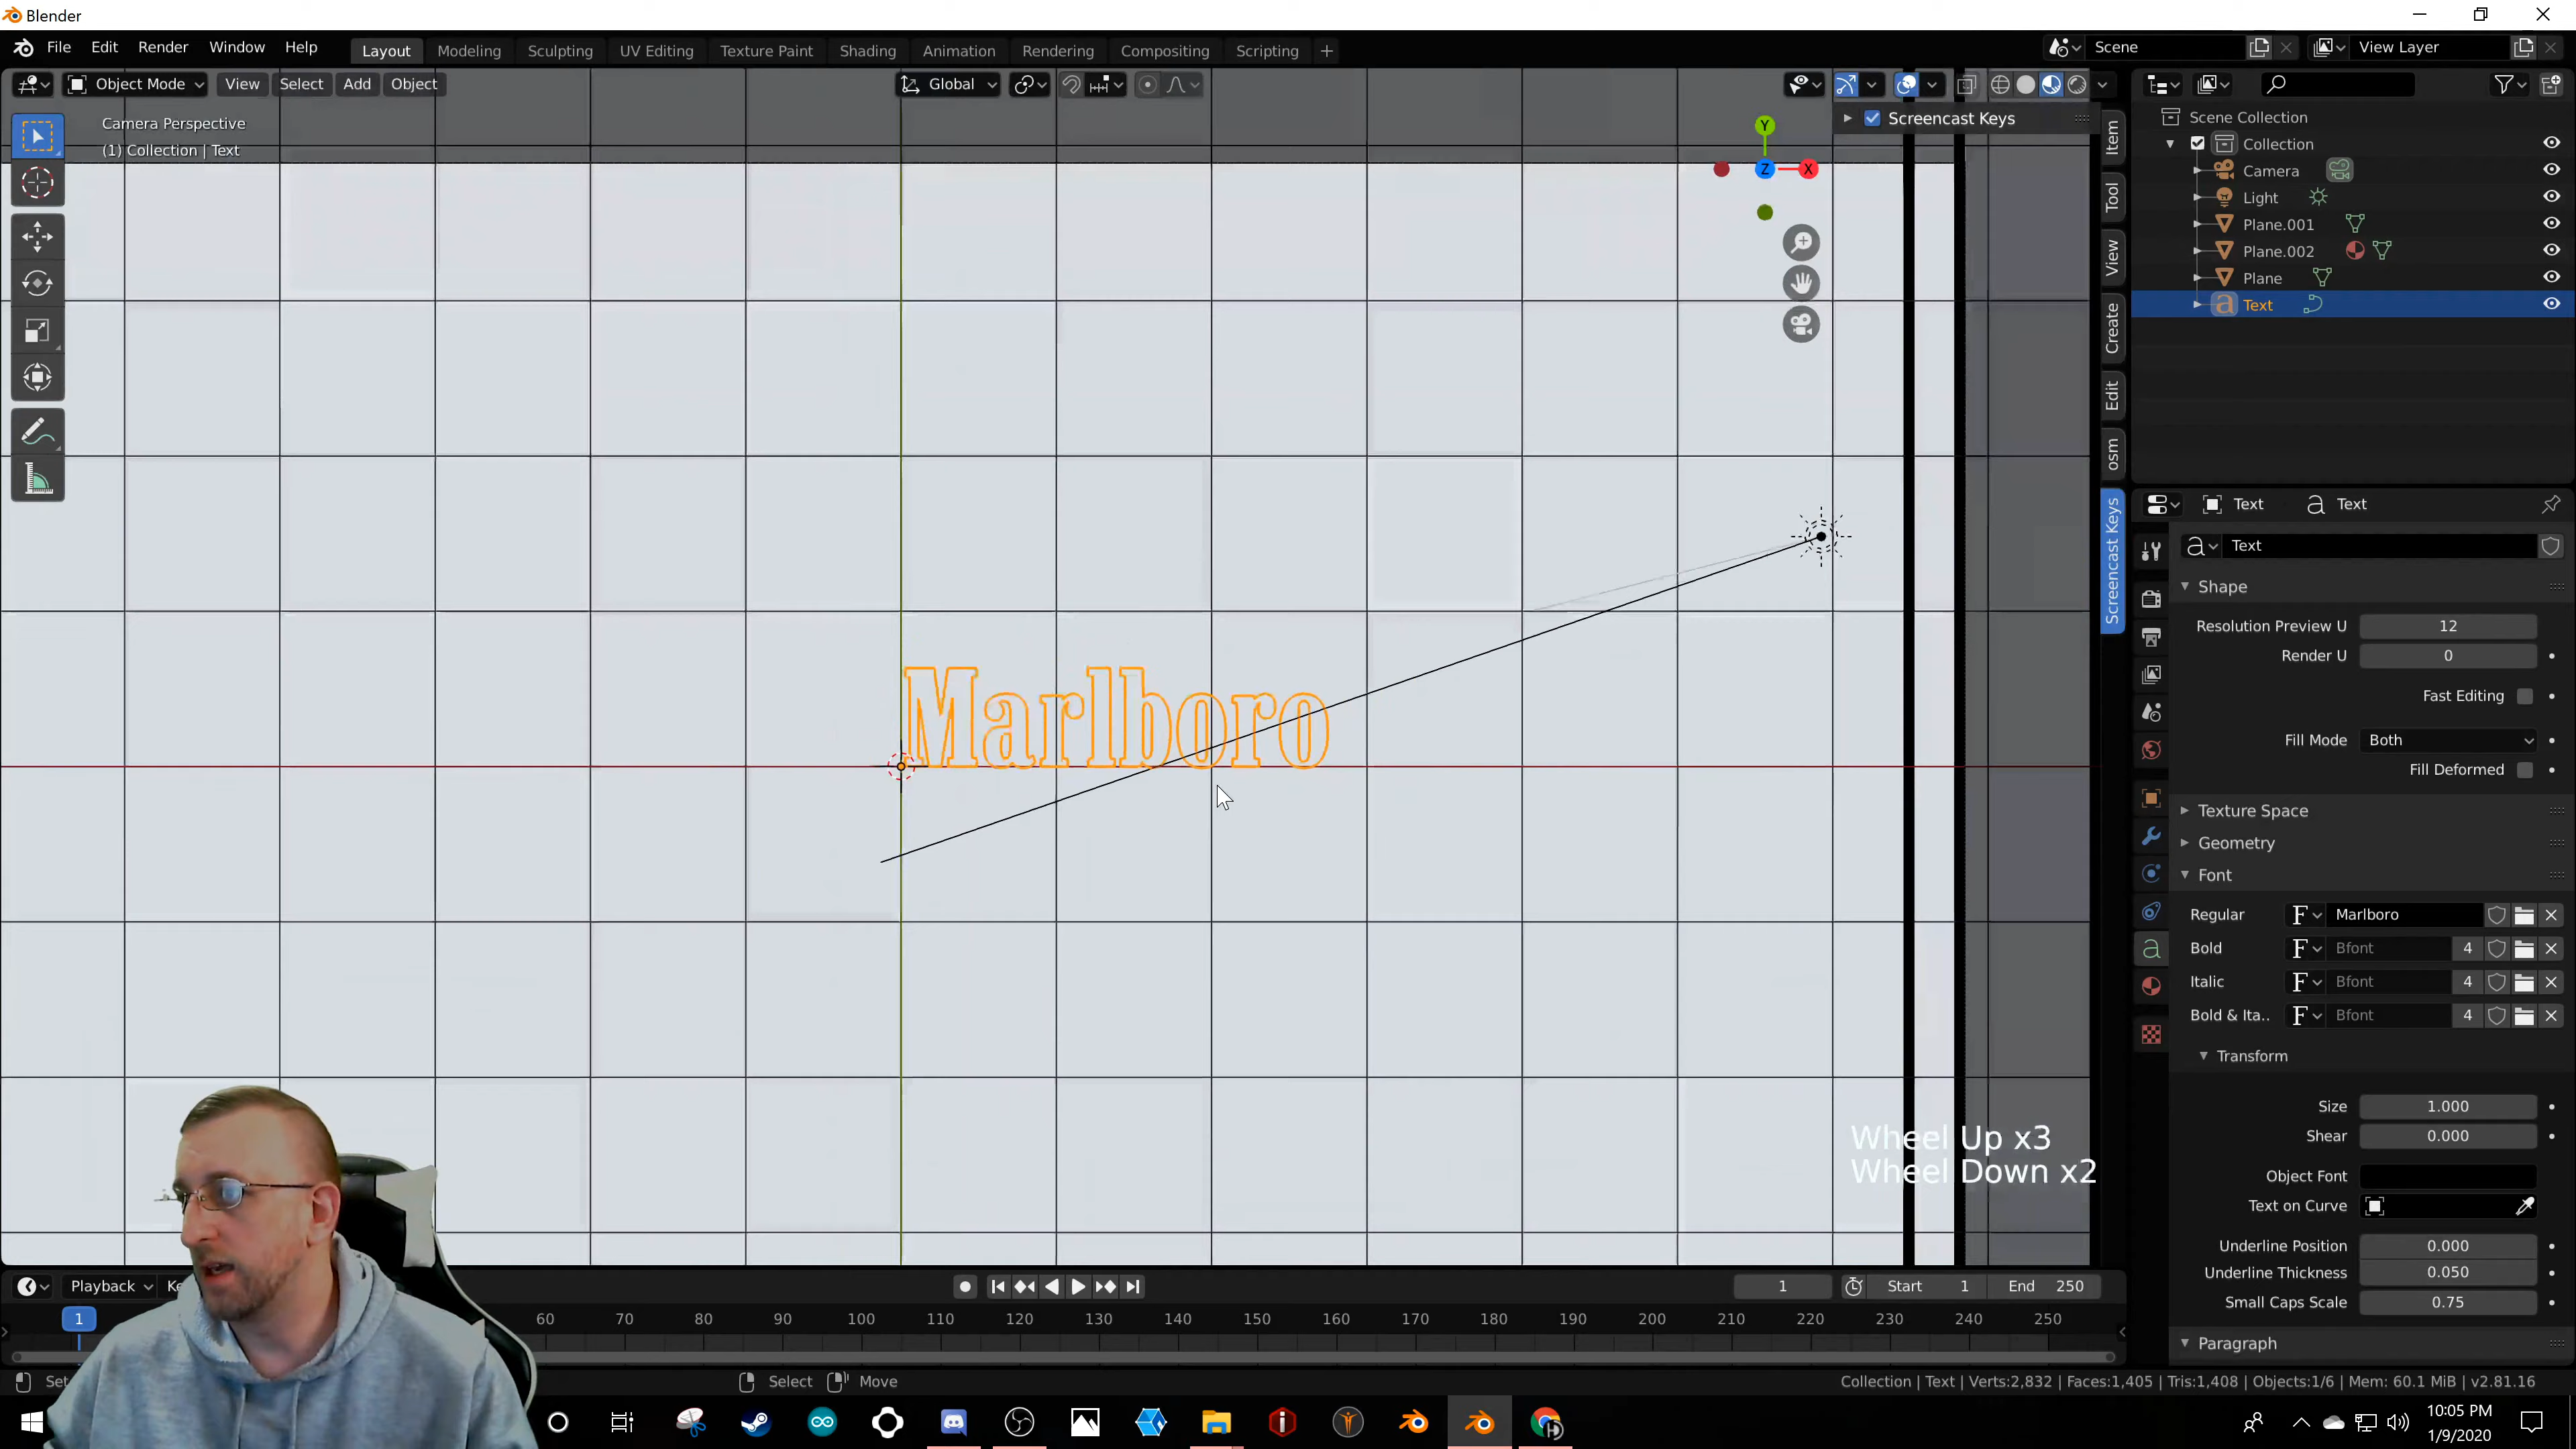 Blender
File Edit Render Window Help Layout Modeling Sculpting UV Editing Texture Paint Shading Animation Rendering Compositing Scripting + Scene View Layer
Object Mode View Select Add Object Global
Camera Perspective
(1) Collection | Text
Screencast Keys
Y
Z
X
Item
Tool
View
Create
Edit
osm
Screencast Keys
Scene Collection
Collection
Camera
Light
Plane.001
Plane.002
Plane
Text
Text Text
Text
Shape
Resolution Preview U 12
Render U 0
Fast Editing
Fill Mode Both
Fill Deformed
Texture Space
Geometry
Font
Regular F Marlboro
Bold F Bfont 4
Italic F Bfont 4
Bold & Ita.. F Bfont 4
Transform
Size 1.000
Shear 0.000
Object Font
Text on Curve
Underline Position 0.000
Underline Thickness 0.050
Small Caps Scale 0.75
Paragraph
Marlboro
Wheel Up x3
Wheel Down x2
Playback Ke 1 Start 1 End 250
1 60 70 80 90 100 110 120 130 140 150 160 170 180 190 200 210 220 230 240 250
Set Select Move Collection | Text | Verts:2,832 | Faces:1,405 | Tris:1,408 | Objects:1/6 | Mem: 60.1 MiB | v2.81.16
10:05 PM
1/9/2020